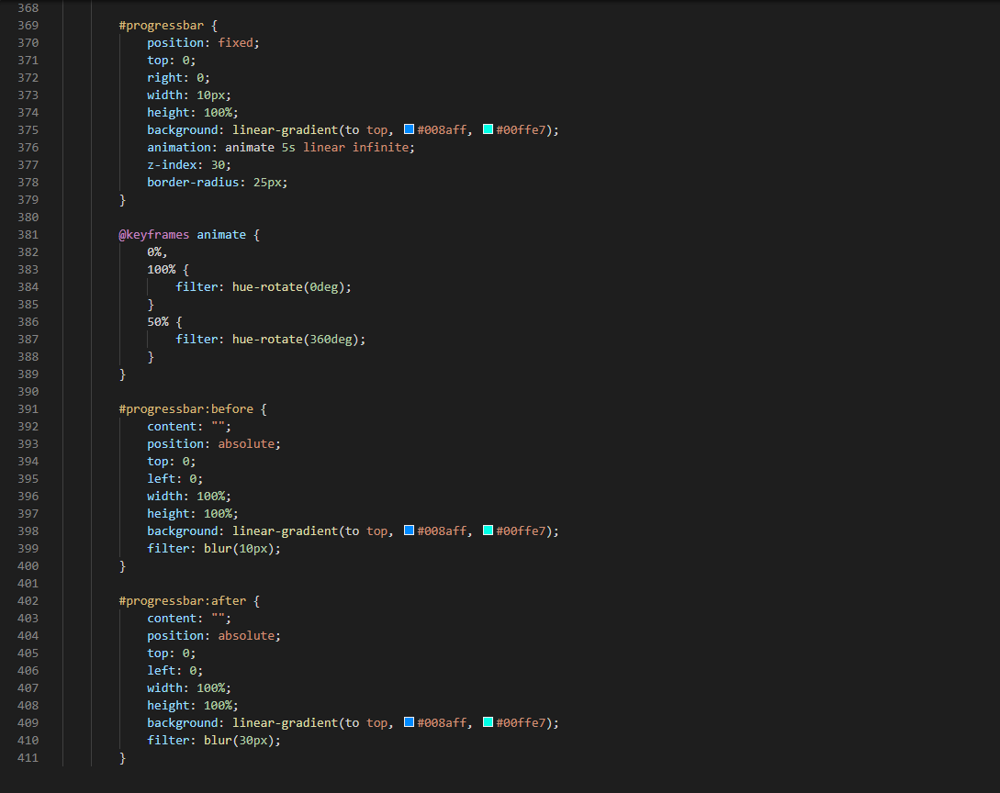 368
369 #progressbar {
370 position: fixed;
371 top: 0;
372 right: 0;
373 width: 10px;
374 height: 100%;
375 background: linear-gradient(to top, #008aff, #00ffe7);
376 animation: animate 5s linear infinite;
377 z-index: 30;
378 border-radius: 25px;
379 }
380
381 @keyframes animate {
382 0%,
383 100% {
384 filter: hue-rotate(0deg);
385 }
386 50% {
387 filter: hue-rotate(360deg);
388 }
389 }
390
391 #progressbar:before {
392 content: "";
393 position: absolute;
394 top: 0;
395 left: 0;
396 width: 100%;
397 height: 100%;
398 background: linear-gradient(to top, #008aff, #00ffe7);
399 filter: blur(10px);
400 }
401
402 #progressbar:after {
403 content: "";
404 position: absolute;
405 top: 0;
406 left: 0;
407 width: 100%;
408 height: 100%;
409 background: linear-gradient(to top, #008aff, #00ffe7);
410 filter: blur(30px);
411 }